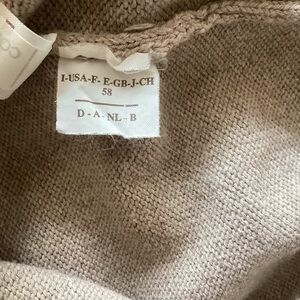 I-USA-F- E-GB-J-CH
58
D - A - NL - B